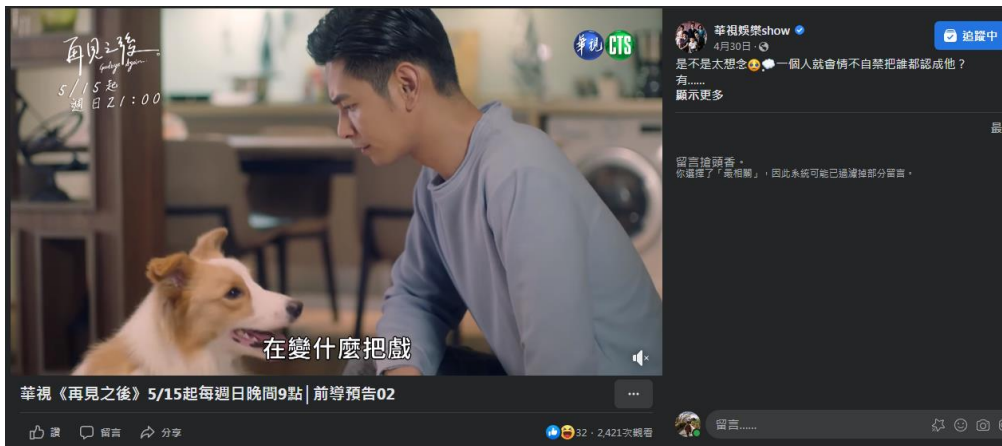 再見之後
Goodbye Again
5/15起
週日21:00
華視 CTS
在變什麼把戲
華視《再見之後》5/15起每週日晚間9點│前導預告02
讚
留言
分享
32 · 2,421次觀看
華視娛樂show
4月30日
追蹤中
是不是太想念一個人就會情不自禁把誰都認成他？
有......
顯示更多
最
留言搶頭香。
你選擇了「最相關」，因此系統可能已過濾掉部分留言。
留言......